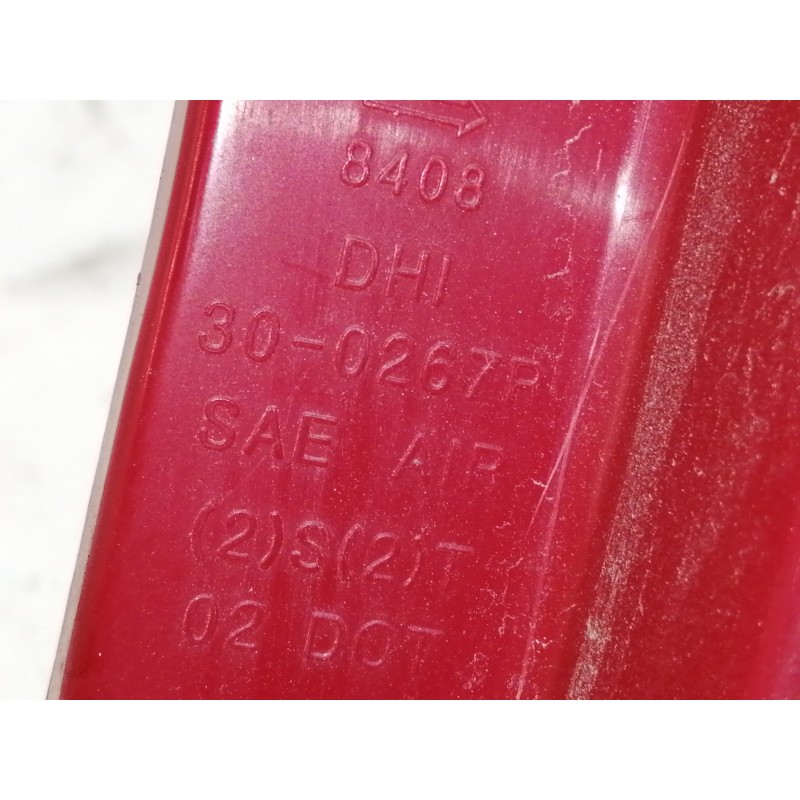 8408
DHI
30-0267R
SAE AIR
(2)S(2)T
02 DOT